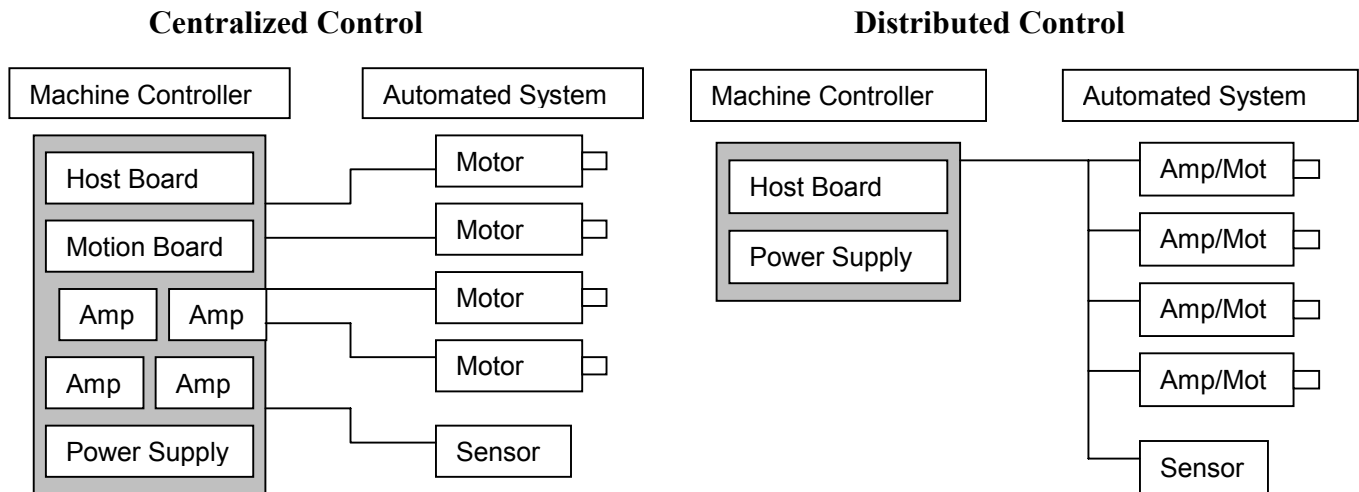 Centralized Control
Machine Controller
Automated System
Host Board
Motion Board
Amp
Amp
Amp
Amp
Power Supply
Motor
Motor
Motor
Motor
Sensor
Distributed Control
Machine Controller
Automated System
Host Board
Power Supply
Amp/Mot
Amp/Mot
Amp/Mot
Amp/Mot
Sensor